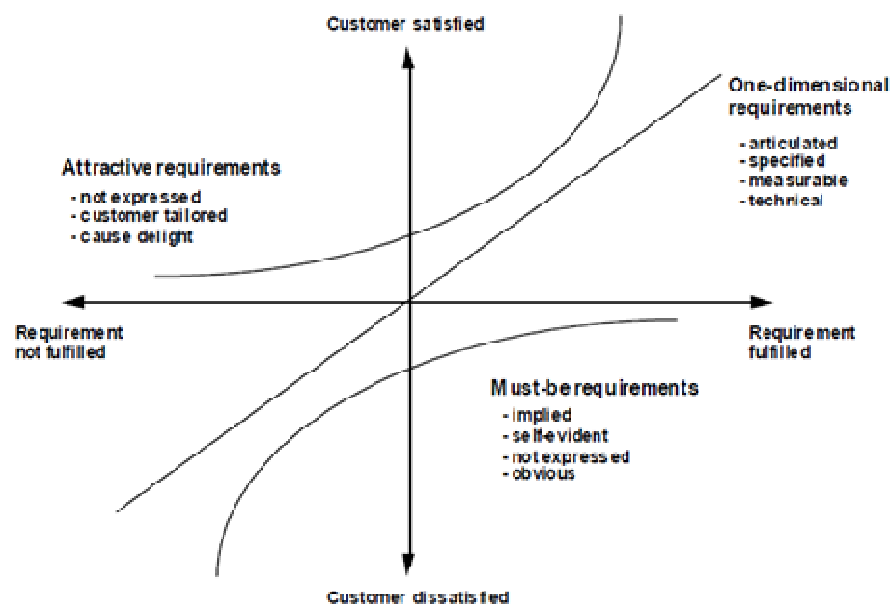 Customer satisfied
One-dimensional
requirements
- articulated
- specified
- measurable
- technical
Attractive requirements
- not expressed
- customer tailored
- cause delight
Requirement
not fulfilled
Requirement
fulfilled
Must-be requirements
- implied
- self-evident
- not expressed
- obvious
Customer dissatisfied